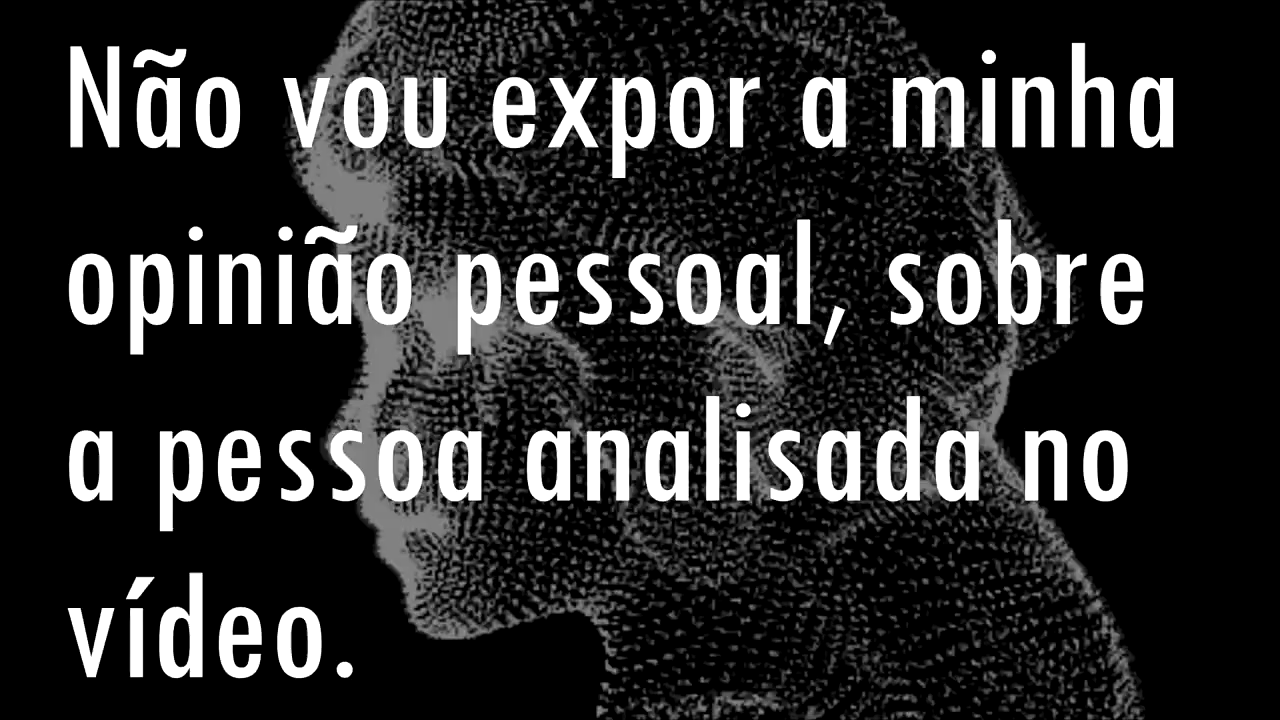 Não vou expor a minha
opinião pessoal, sobre
a pessoa analisada no
vídeo.